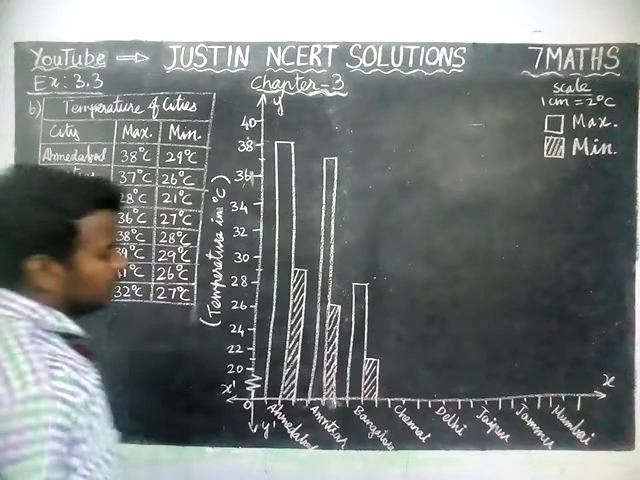 YouTube ⟹ JUSTIN NCERT SOLUTIONS 7MATHS
Ex: 3.3 Chapter-3
scale
1cm = 2°C
Max.
Min.
b) Temperature of Cities
City Max. Min.
Ahmedabad 38°C 29°C
37°C 26°C
28°C 21°C
36°C 27°C
38°C 28°C
39°C 29°C
41°C 26°C
32°C 27°C
y
40
38
36
34
32
30
28
26
24
22
20
(Temperature in °C)
x' 0 x
y'
Ahmedabad
Amritsar
Bangalore
Chennai
Delhi
Jaipur
Jammu
Mumbai